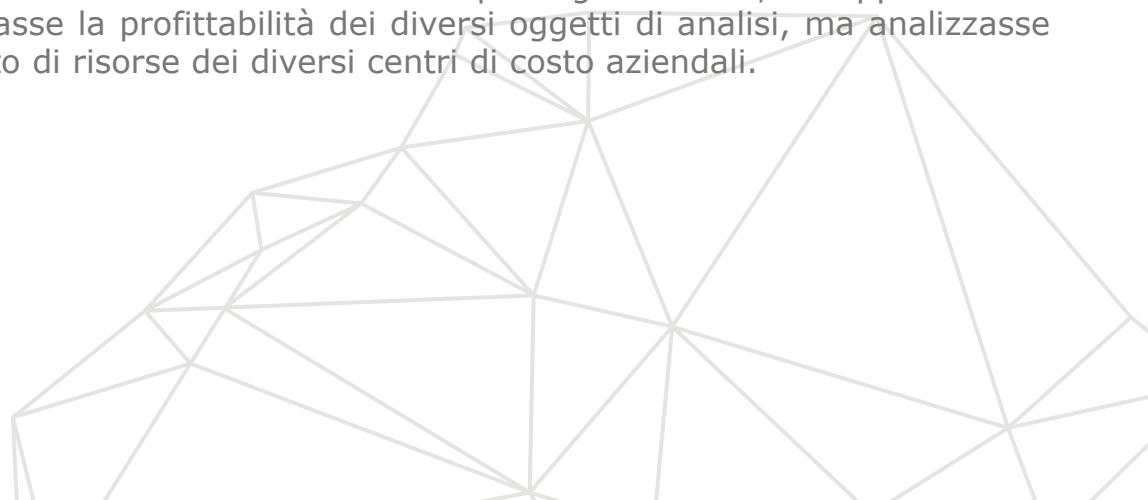 asse la profittabilità dei diversi oggetti di analisi, ma analizzasse
o di risorse dei diversi centri di costo aziendali.